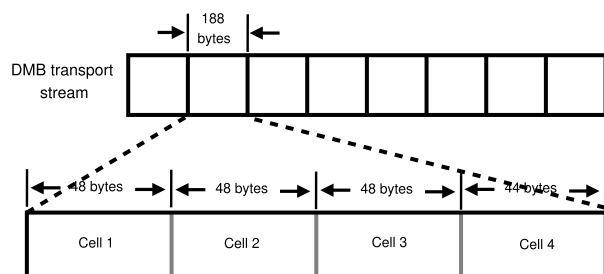 188
bytes
DMB transport
stream
48 bytes
48 bytes
48 bytes
44 bytes
Cell 1
Cell 2
Cell 3
Cell 4